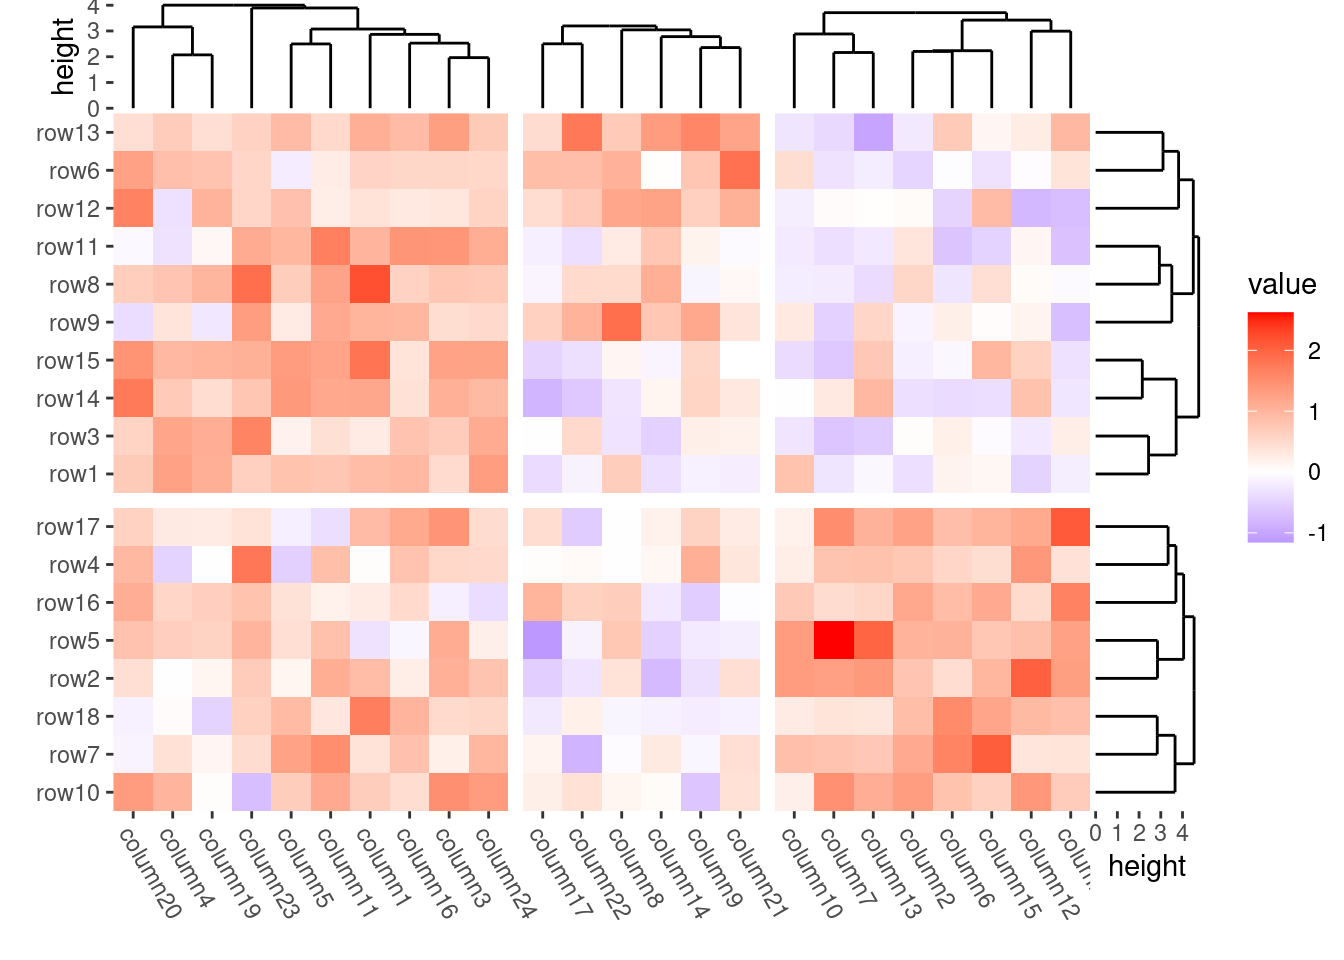 height
4
3
2
1
0
row13
row6
row12
row11
row8
row9
row15
row14
row3
row1
row17
row4
row16
row5
row2
row18
row7
row10
column20
column4
column19
column23
column5
column11
column1
column16
column3
column24
column17
column22
column8
column14
column9
column21
column10
column7
column13
column2
column6
column15
column12
0 1 2 3 4
height
value
2
1
0
-1